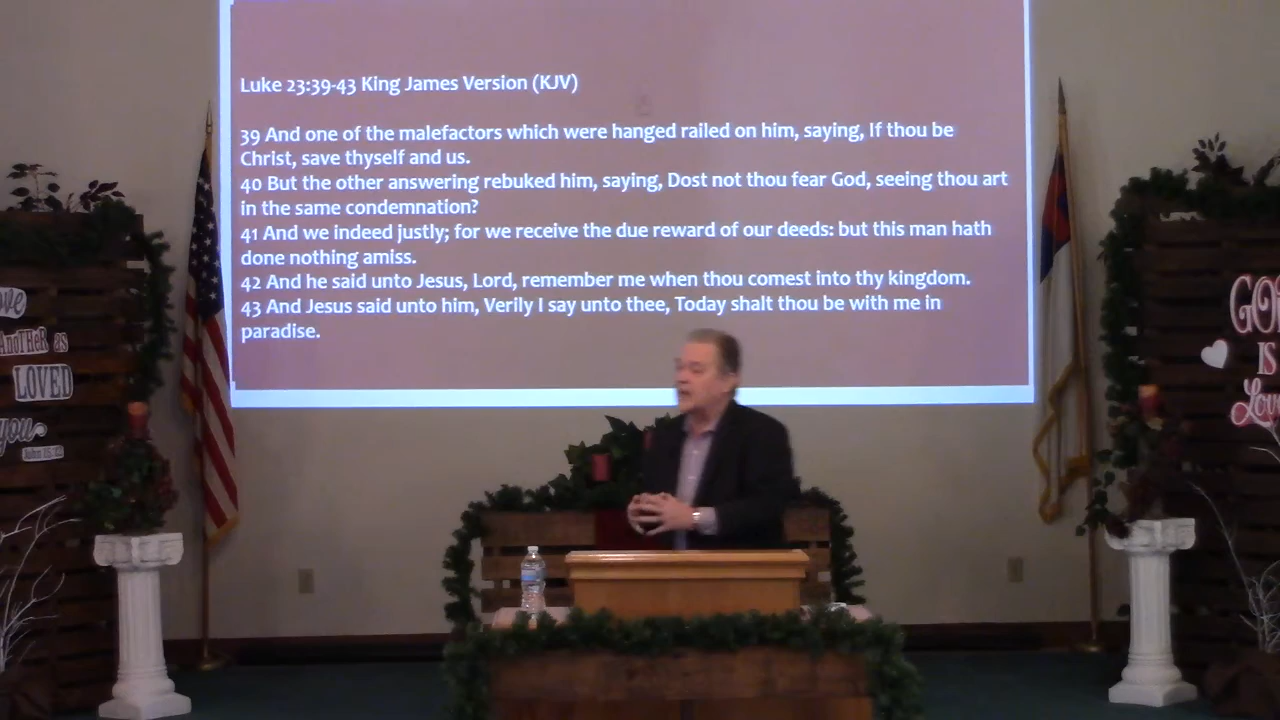 Luke 23:39-43 King James Version (KJV)
39 And one of the malefactors which were hanged railed on him, saying, If thou be
Christ, save thyself and us.
40 But the other answering rebuked him, saying, Dost not thou fear God, seeing thou art
in the same condemnation?
41 And we indeed justly; for we receive the due reward of our deeds: but this man hath
done nothing amiss.
42 And he said unto Jesus, Lord, remember me when thou comest into thy kingdom.
43 And Jesus said unto him, Verily I say unto thee, Today shalt thou be with me in
paradise.
AnoTHeR as
LOVED
you
John 15:12
IS